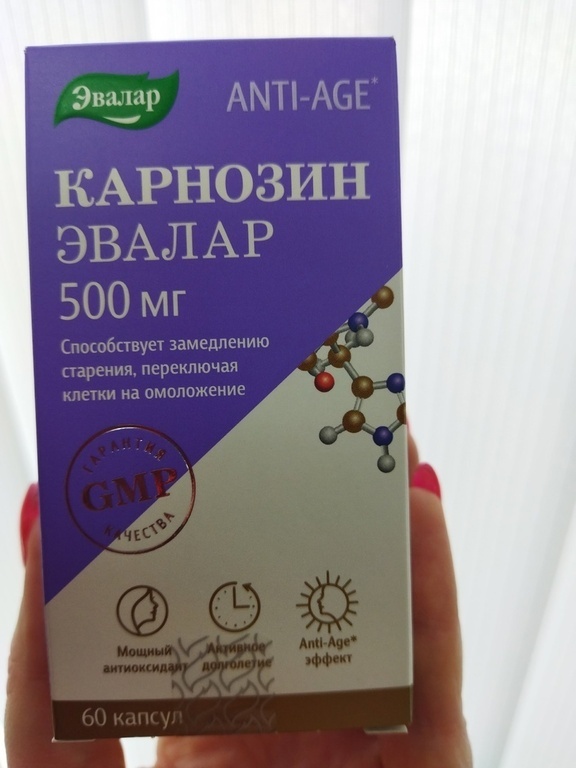 Эвалар
ANTI-AGE*
КАРНОЗИН
ЭВАЛАР
500 мг
Способствует замедлению
старения, переключая
клетки на омоложение
ГАРАНТИЯ
GMP
КАЧЕСТВА
Мощный
антиоксидант
Активное
долголетие
Anti-Age*
эффект
60 капсул